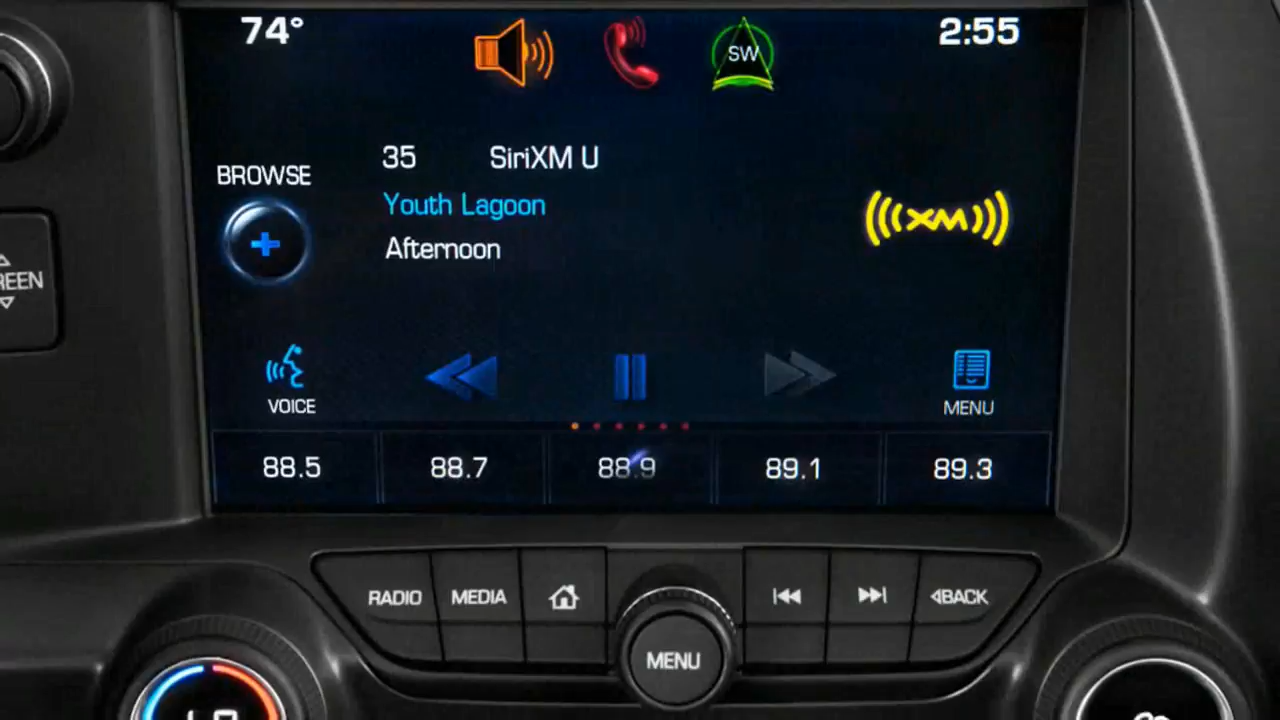 74°
SW
2:55
35 SiriXM U
BROWSE
Youth Lagoon
XM
Afternoon
VOICE
MENU
88.5 88.7 88.9 89.1 89.3
RADIO MEDIA BACK
MENU